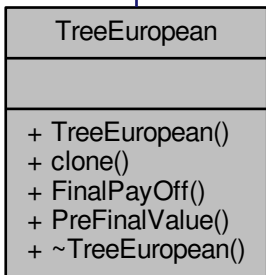 TreeEuropean
+ TreeEuropean()
+ clone()
+ FinalPayOff()
+ PreFinalValue()
+ ~TreeEuropean()